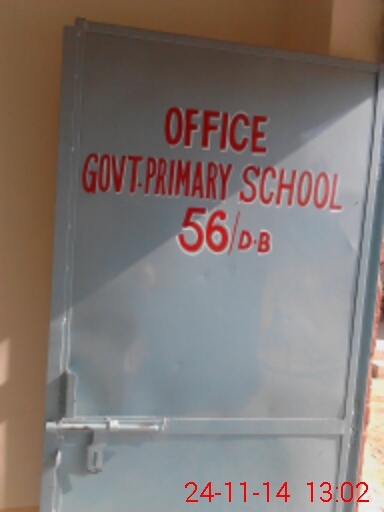 OFFICE
GOVT.PRIMARY SCHOOL
56/D.B
24-11-14 13:02